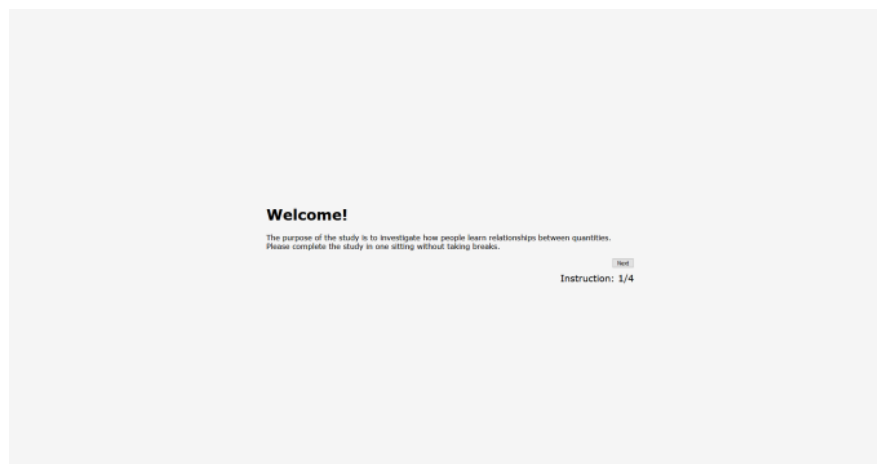 Welcome!
The purpose of the study is to investigate how people learn relationships between quantities.
Please complete the study in one sitting without taking breaks.
Next
Instruction: 1/4